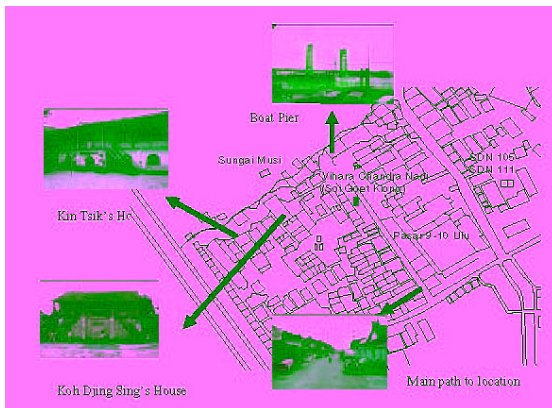 Boat Pier
Sungai Musi
SDN 105
SDN 111
Vihara Chandra Nadi
(Soi Goet Kiong)
Kin Tsik's Ho
Pasar 9-10 Ulu
Koh Djing Sing's House
Main path to location